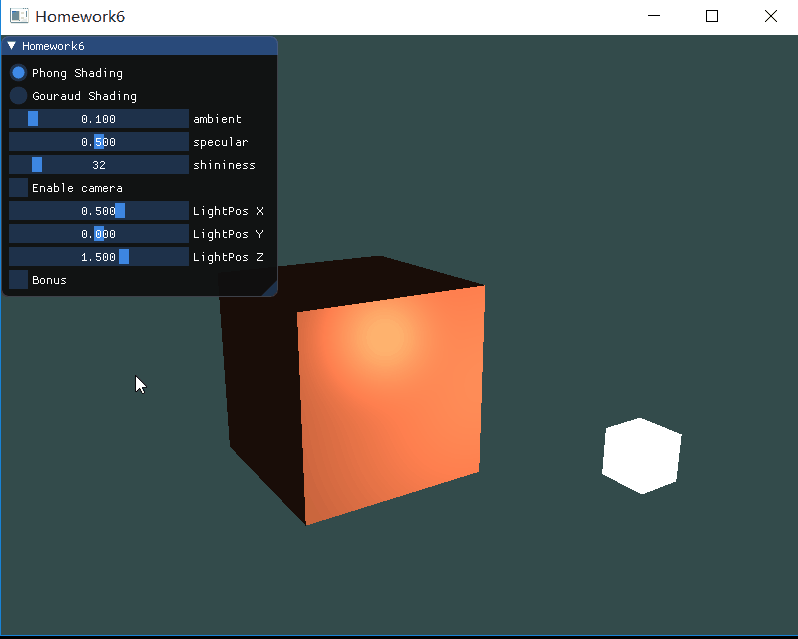 Homework6
Homework6
Phong Shading
Gouraud Shading
0.100 ambient
0.500 specular
32 shininess
Enable camera
0.500 LightPos X
0.000 LightPos Y
1.500 LightPos Z
Bonus